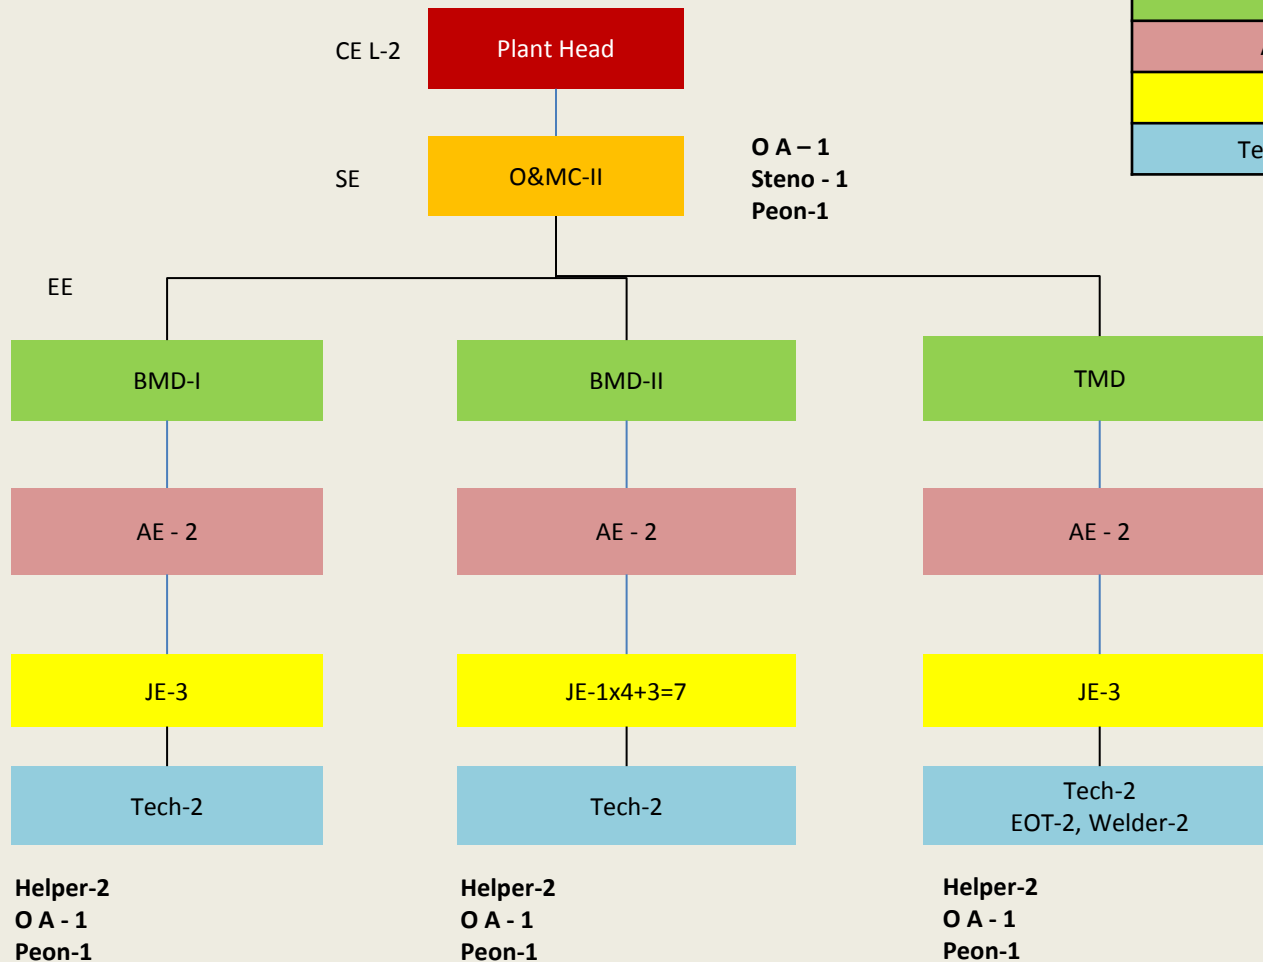 CE L-2
Plant Head
SE
O&MC-II
O A – 1
Steno - 1
Peon-1
EE
BMD-I
BMD-II
TMD
AE - 2
AE - 2
AE - 2
JE-3
JE-1x4+3=7
JE-3
Tech-2
Tech-2
Tech-2
EOT-2, Welder-2
Helper-2
O A - 1
Peon-1
Helper-2
O A - 1
Peon-1
Helper-2
O A - 1
Peon-1